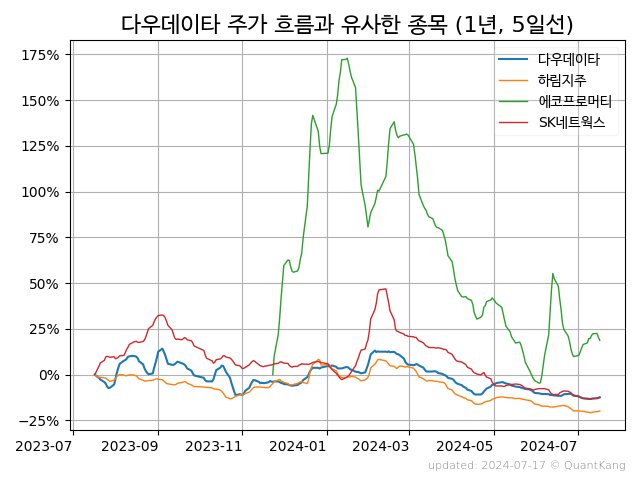 다우데이타 주가 흐름과 유사한 종목 (1년, 5일선)
다우데이타
하림지주
에코프로머티
SK네트웍스
175%
150%
125%
100%
75%
50%
25%
0%
−25%
2023-07 2023-09 2023-11 2024-01 2024-03 2024-05 2024-07
updated: 2024-07-17 © QuantKang